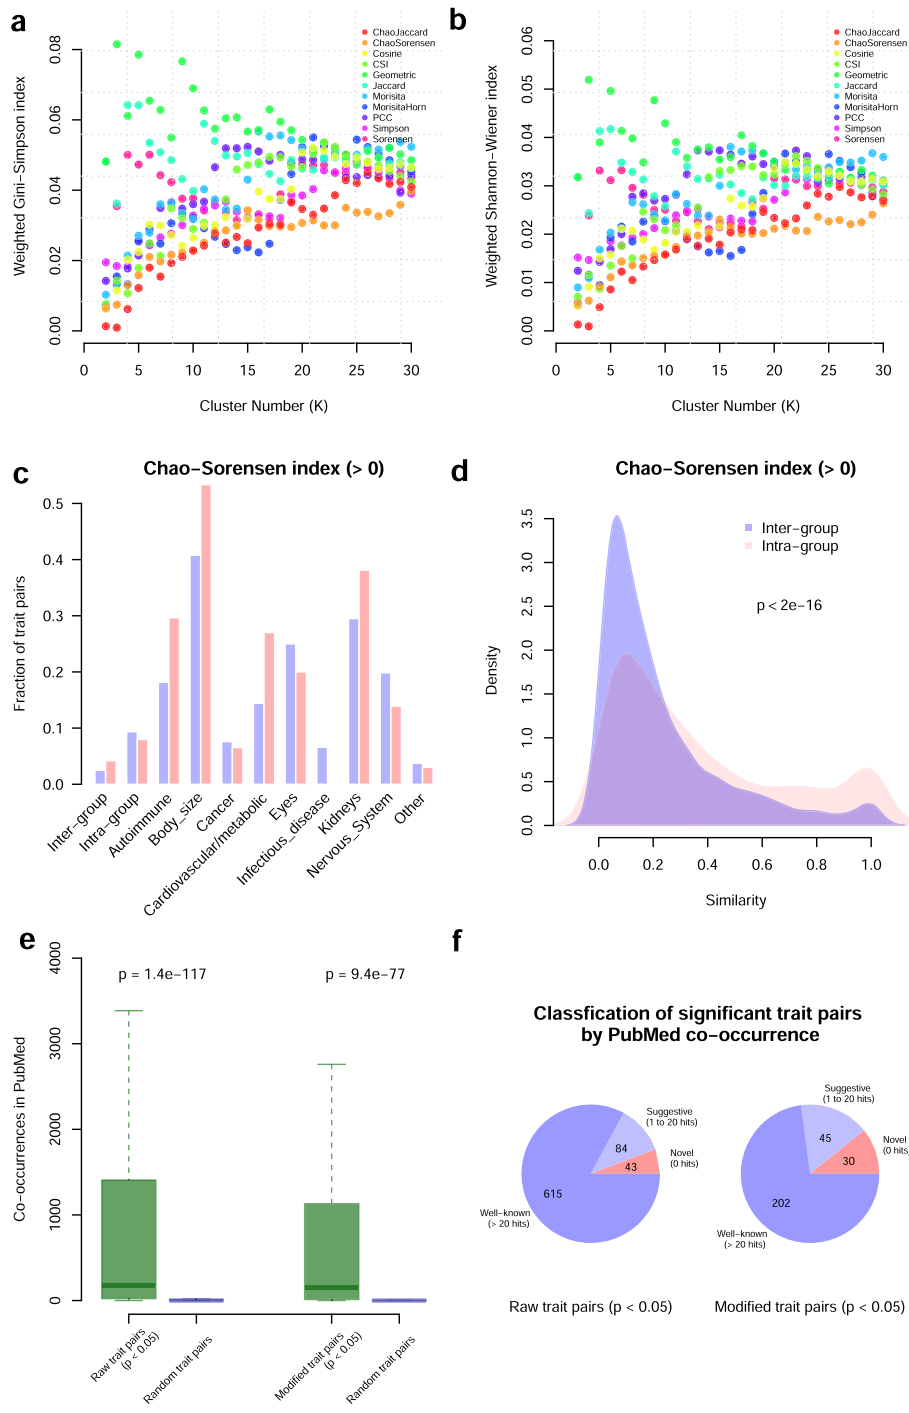 a
Weighted Gini−Simpson index
0.00
0.02
0.04
0.06
0.08
ChaoJaccard
ChaoSorensen
Cosine
CSI
Geometric
Jaccard
Morisita
MorisitaHorn
PCC
Simpson
Sorensen
0 5 10 15 20 25 30
Cluster Number (K)
b
Weighted Shannon−Wiener index
0.00
0.01
0.02
0.03
0.04
0.05
0.06
ChaoJaccard
ChaoSorensen
Cosine
CSI
Geometric
Jaccard
Morisita
MorisitaHorn
PCC
Simpson
Sorensen
0 5 10 15 20 25 30
Cluster Number (K)
c
Chao−Sorensen index (> 0)
Fraction of trait pairs
0.5
0.4
0.3
0.2
0.1
0.0
Inter−group
Intra−group
Autoimmune
Body_size
Cancer
Cardiovascular/metabolic
Eyes
Infectious_disease
Kidneys
Nervous_System
Other
d
Chao−Sorensen index (> 0)
Density
0.0
0.5
1.0
1.5
2.0
2.5
3.0
3.5
Inter−group
Intra−group
p < 2e−16
0.0 0.2 0.4 0.6 0.8 1.0
Similarity
e
Co−occurrences in PubMed
0
1000
2000
3000
4000
p = 1.4e−117
p = 9.4e−77
Raw trait pairs
(p < 0.05)
Random trait pairs
Modified trait pairs
(p < 0.05)
Random trait pairs
f
Classfication of significant trait pairs
by PubMed co−occurrence
Suggestive
(1 to 20 hits)
Novel
(0 hits)
Well−known
(> 20 hits)
84
43
615
Raw trait pairs (p < 0.05)
Suggestive
(1 to 20 hits)
Novel
(0 hits
Well−known
(> 20 hits)
45
30
202
Modified trait pairs (p < 0.05)